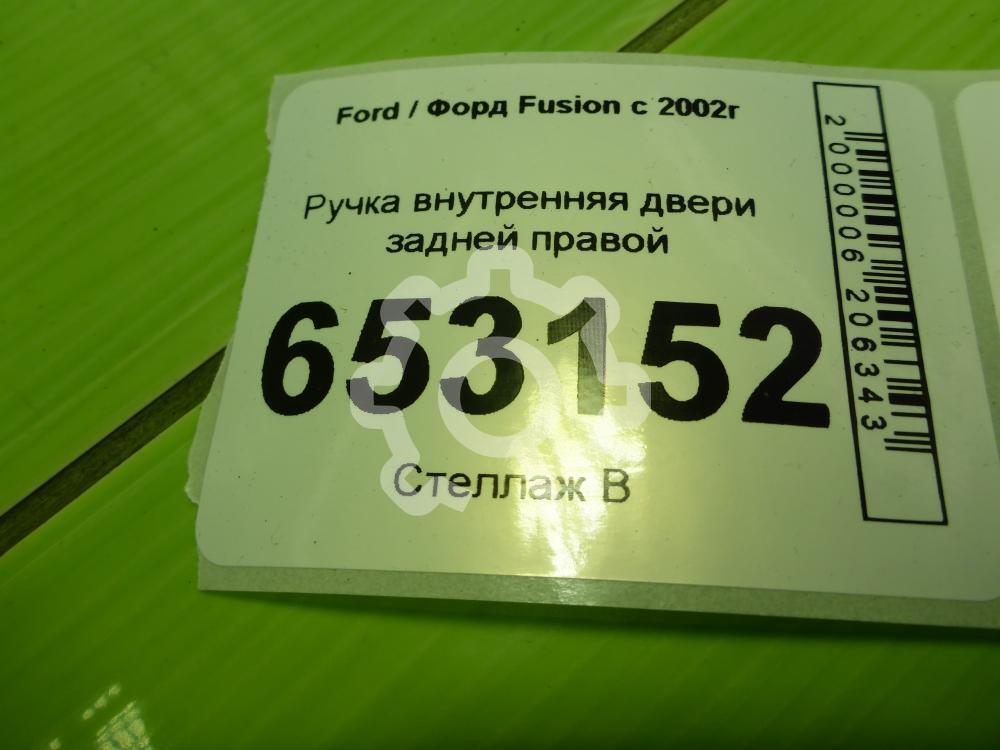 Ford / Форд Fusion с 2002г
Ручка внутренняя двери
задней правой
653152
Стеллаж В
2000006206343